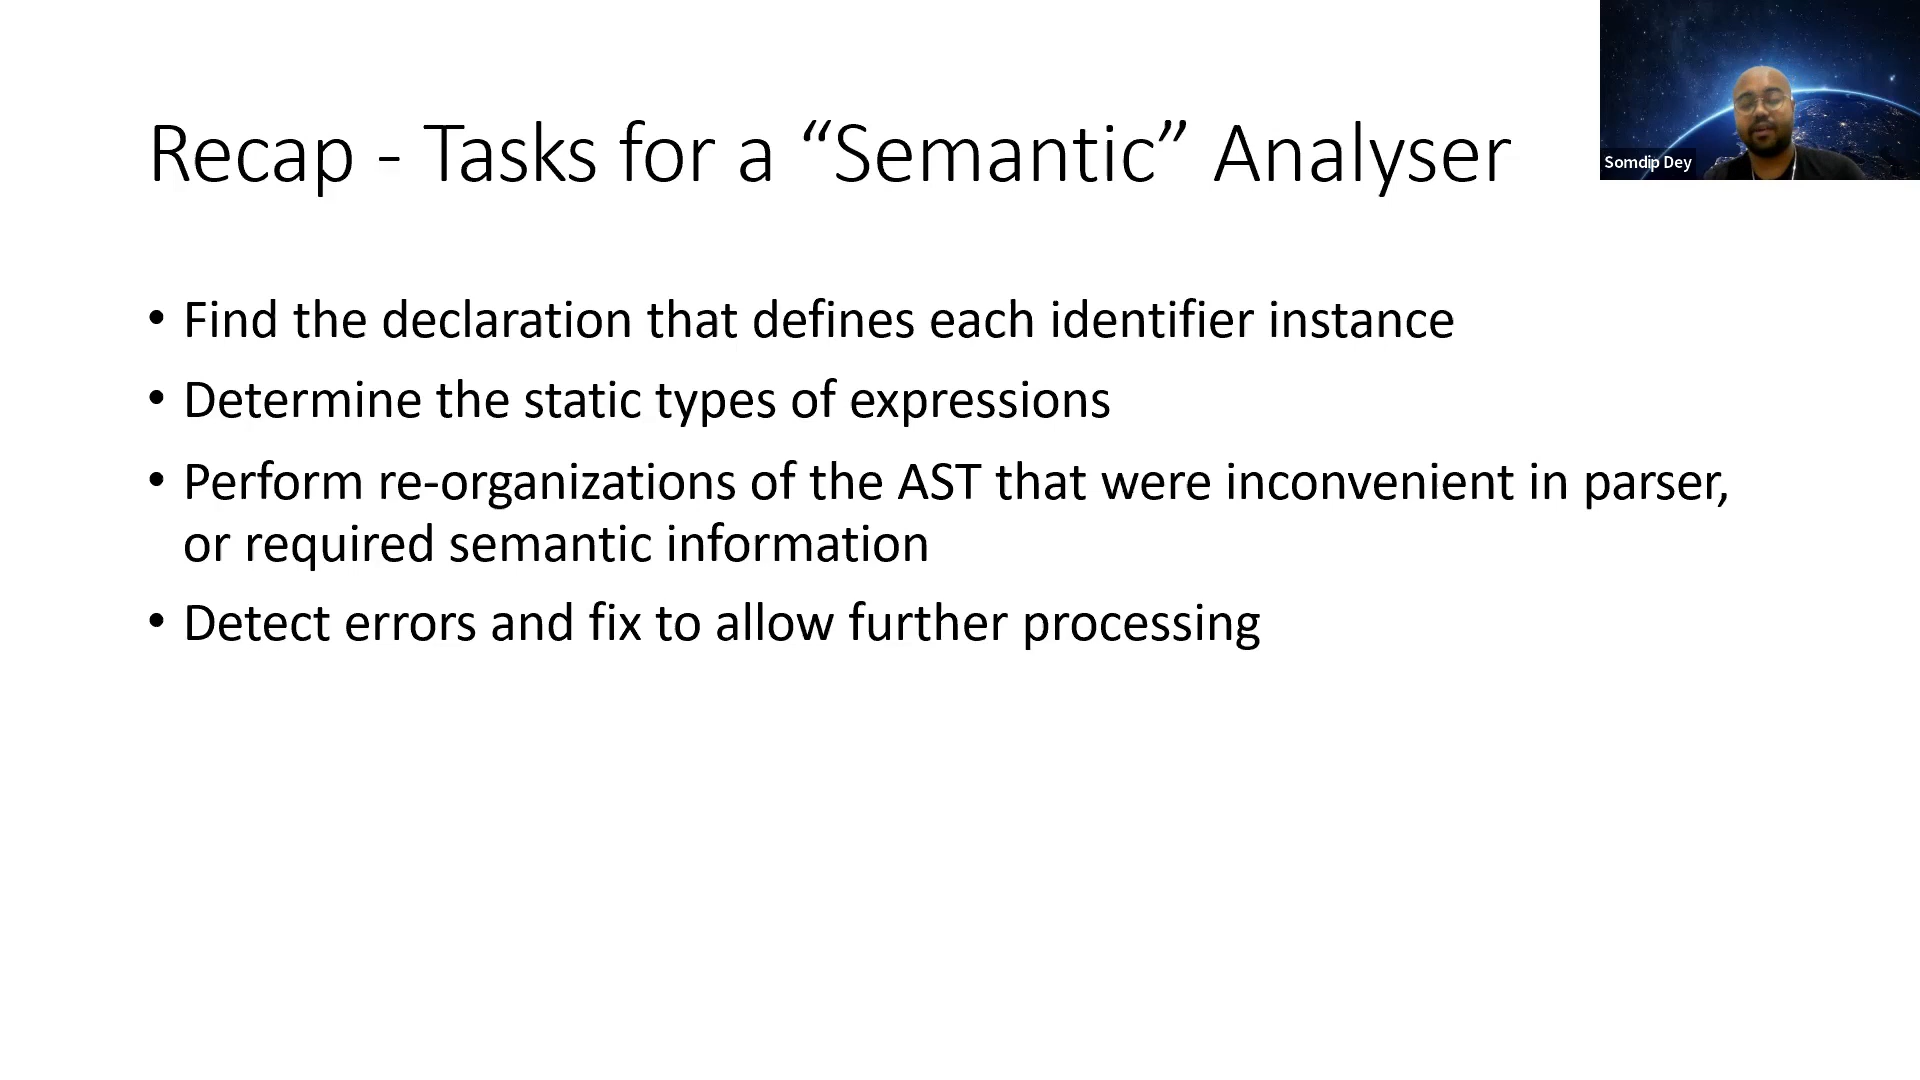 Recap - Tasks for a “Semantic” Analyser
Somdip Dey
• Find the declaration that defines each identifier instance
• Determine the static types of expressions
• Perform re-organizations of the AST that were inconvenient in parser,
or required semantic information
• Detect errors and fix to allow further processing